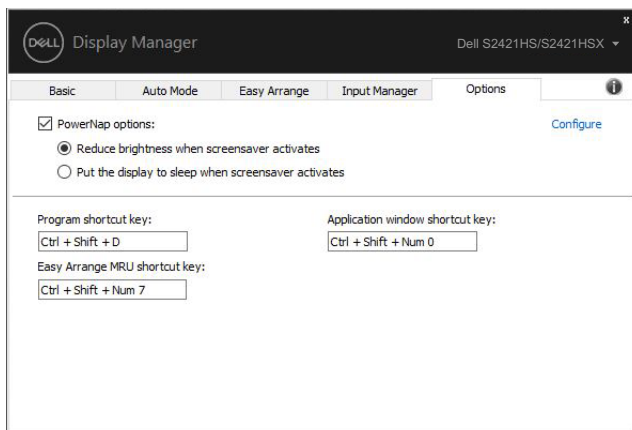 x
DELL Display Manager Dell S2421HS/S2421HSX
Basic Auto Mode Easy Arrange Input Manager Options
PowerNap options: Configure
Reduce brightness when screensaver activates
Put the display to sleep when screensaver activates
Program shortcut key: Application window shortcut key:
Ctrl + Shift + D Ctrl + Shift + Num 0
Easy Arrange MRU shortcut key:
Ctrl + Shift + Num 7